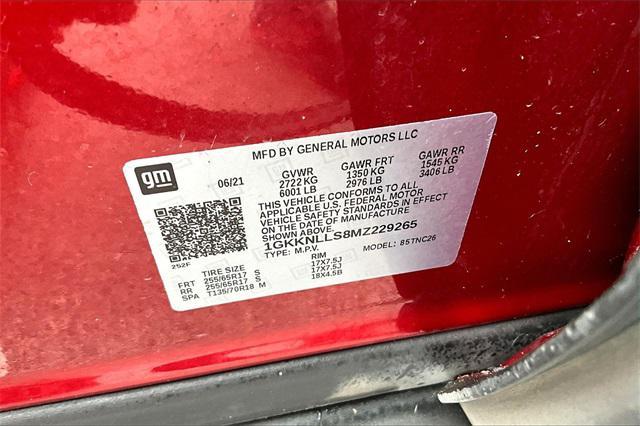 MFD BY GENERAL MOTORS LLC
gm
06/21
GVWR GAWR FRT GAWR RR
2722 KG 1350 KG 1545 KG
6001 LB 2976 LB 3406 LB
THIS VEHICLE CONFORMS TO ALL
APPLICABLE U.S. FEDERAL MOTOR
VEHICLE SAFETY STANDARDS IN EFFECT
ON THE DATE OF MANUFACTURE
SHOWN ABOVE.
1GKKNLLS8MZ229265
TYPE: M.P.V. MODEL: 85TNC26
252F
TIRE SIZE RIM
FRT 255/65R17 S 17X7.5J
RR 255/65R17 S 17X7.5J
SPA T135/70R18 M 18X4.5B